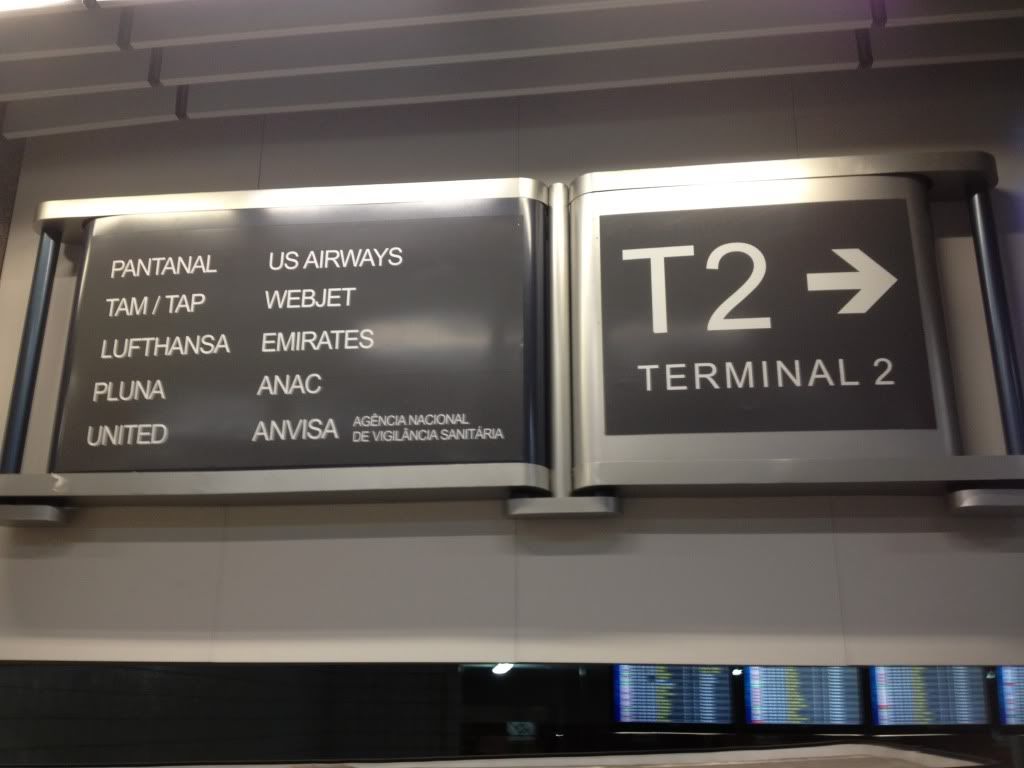 PANTANAL
TAM / TAP
LUFTHANSA
PLUNA
UNITED
US AIRWAYS
WEBJET
EMIRATES
ANAC
ANVISA AGÊNCIA NACIONAL
DE VIGILÂNCIA SANITÁRIA
T2
TERMINAL 2